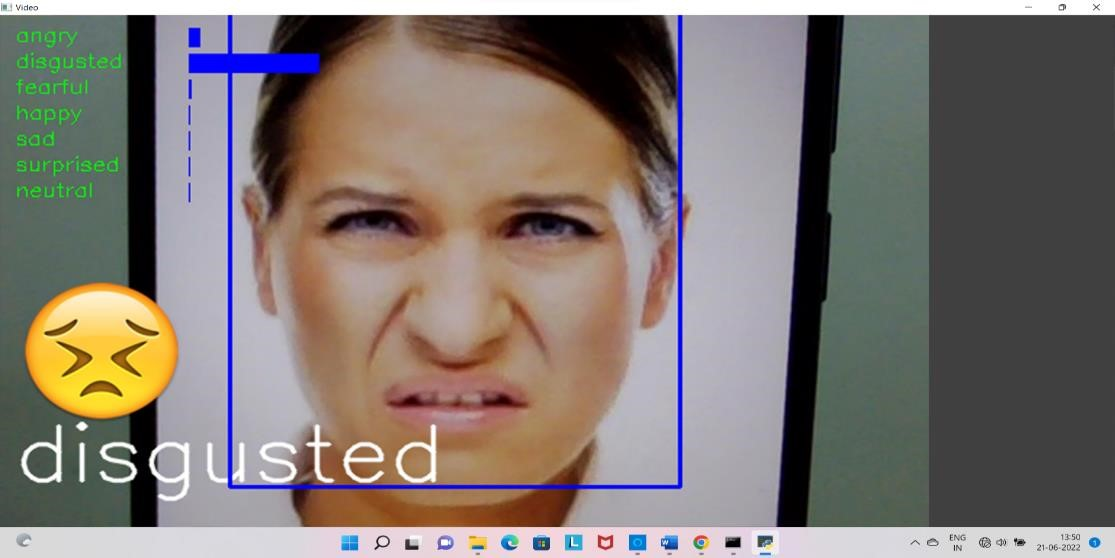 Video
angry
disgusted
fearful
happy
sad
surprised
neutral
disgusted
ENG
IN
13:50
21-06-2022
1
L
W